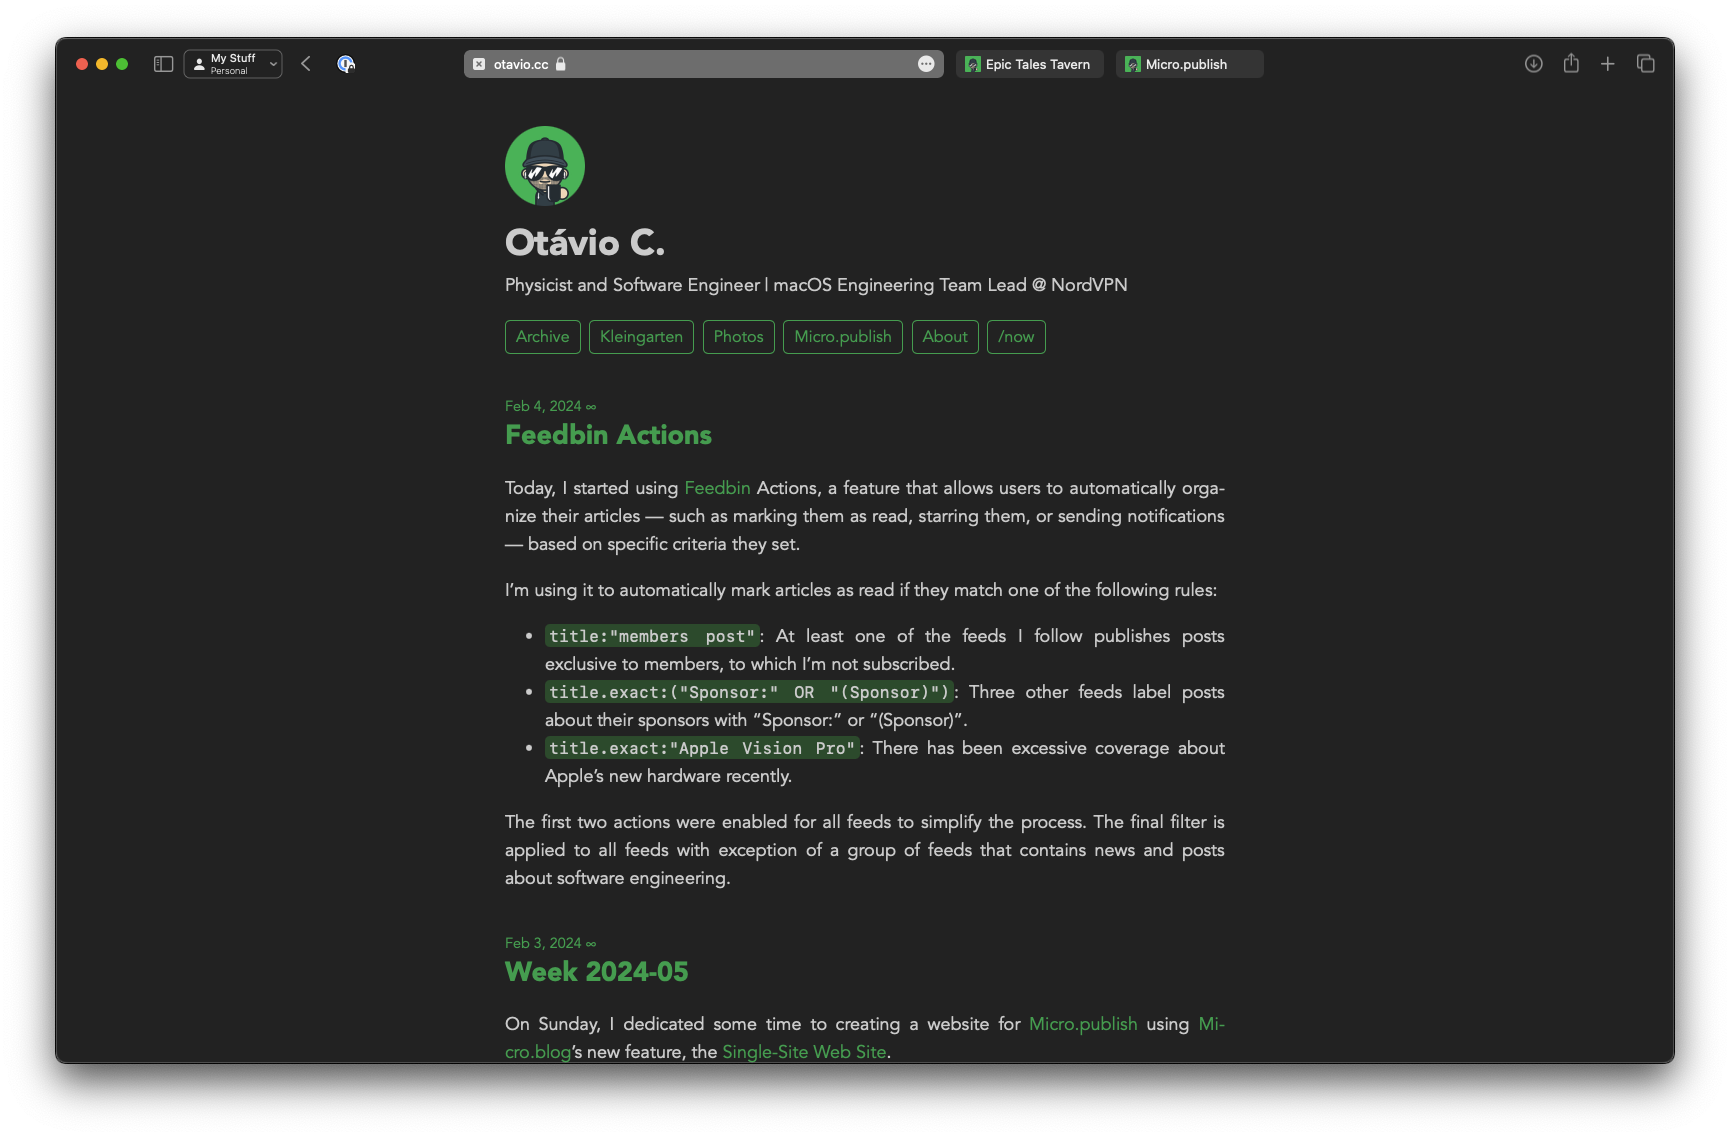 My Stuff
Personal
otavio.cc
Epic Tales Tavern
Micro.publish
Otávio C.
Physicist and Software Engineer | macOS Engineering Team Lead @ NordVPN
Archive
Kleingarten
Photos
Micro.publish
About
/now
Feb 4, 2024 ∞
Feedbin Actions
Today, I started using Feedbin Actions, a feature that allows users to automatically orga-
nize their articles — such as marking them as read, starring them, or sending notifications
— based on specific criteria they set.
I’m using it to automatically mark articles as read if they match one of the following rules:
• title:"members post": At least one of the feeds I follow publishes posts
exclusive to members, to which I’m not subscribed.
• title.exact:("Sponsor:" OR "(Sponsor)"): Three other feeds label posts
about their sponsors with “Sponsor:” or “(Sponsor)”.
• title.exact:"Apple Vision Pro": There has been excessive coverage about
Apple’s new hardware recently.
The first two actions were enabled for all feeds to simplify the process. The final filter is
applied to all feeds with exception of a group of feeds that contains news and posts
about software engineering.
Feb 3, 2024 ∞
Week 2024-05
On Sunday, I dedicated some time to creating a website for Micro.publish using Mi-
cro.blog’s new feature, the Single-Site Web Site.